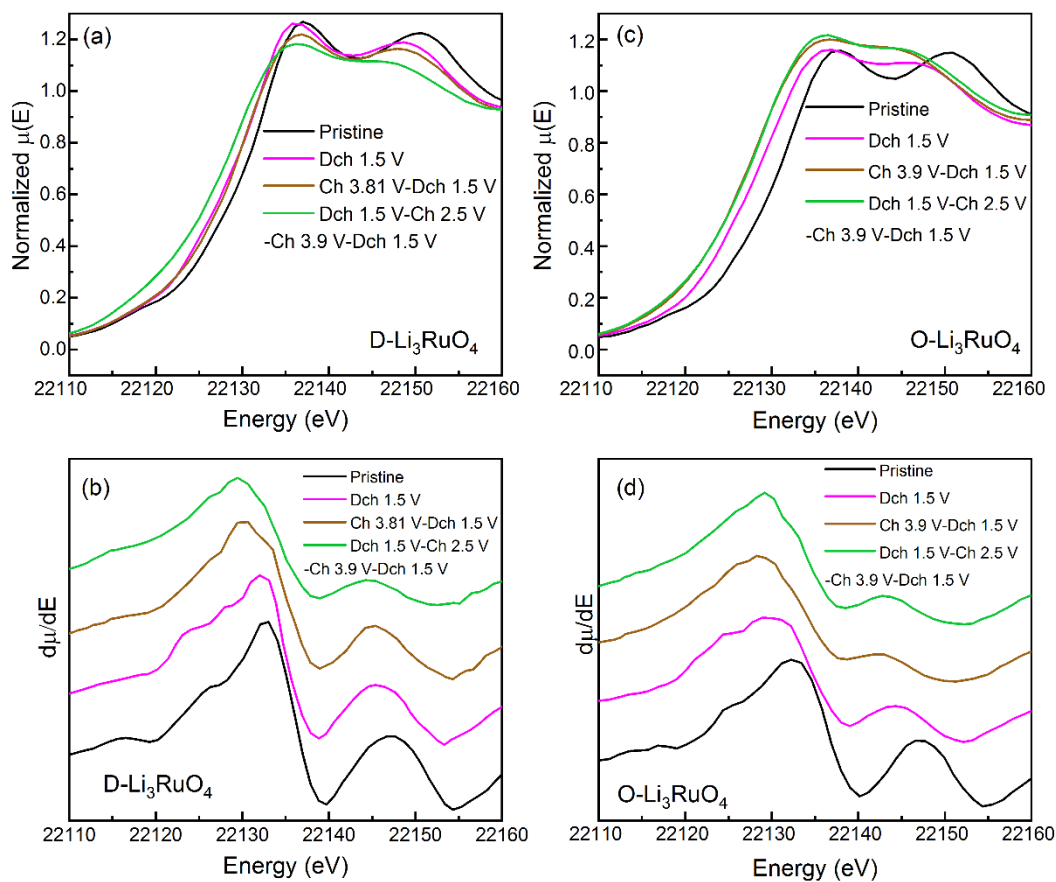 (a)
Normalized μ(E)
1.2
1.0
0.8
0.6
0.4
0.2
0.0
Pristine
Dch 1.5 V
Ch 3.81 V-Dch 1.5 V
Dch 1.5 V-Ch 2.5 V
-Ch 3.9 V-Dch 1.5 V
D-Li₃RuO₄
22110 22120 22130 22140 22150 22160
Energy (eV)
(c)
Normalized μ(E)
1.2
1.0
0.8
0.6
0.4
0.2
0.0
Pristine
Dch 1.5 V
Ch 3.9 V-Dch 1.5 V
Dch 1.5 V-Ch 2.5 V
-Ch 3.9 V-Dch 1.5 V
O-Li₃RuO₄
22110 22120 22130 22140 22150 22160
Energy (eV)
(b)
dμ/dE
Pristine
Dch 1.5 V
Ch 3.81 V-Dch 1.5 V
Dch 1.5 V-Ch 2.5 V
-Ch 3.9 V-Dch 1.5 V
D-Li₃RuO₄
22110 22120 22130 22140 22150 22160
Energy (eV)
(d)
dμ/dE
Pristine
Dch 1.5 V
Ch 3.9 V-Dch 1.5 V
Dch 1.5 V-Ch 2.5 V
-Ch 3.9 V-Dch 1.5 V
O-Li₃RuO₄
22110 22120 22130 22140 22150 22160
Energy (eV)